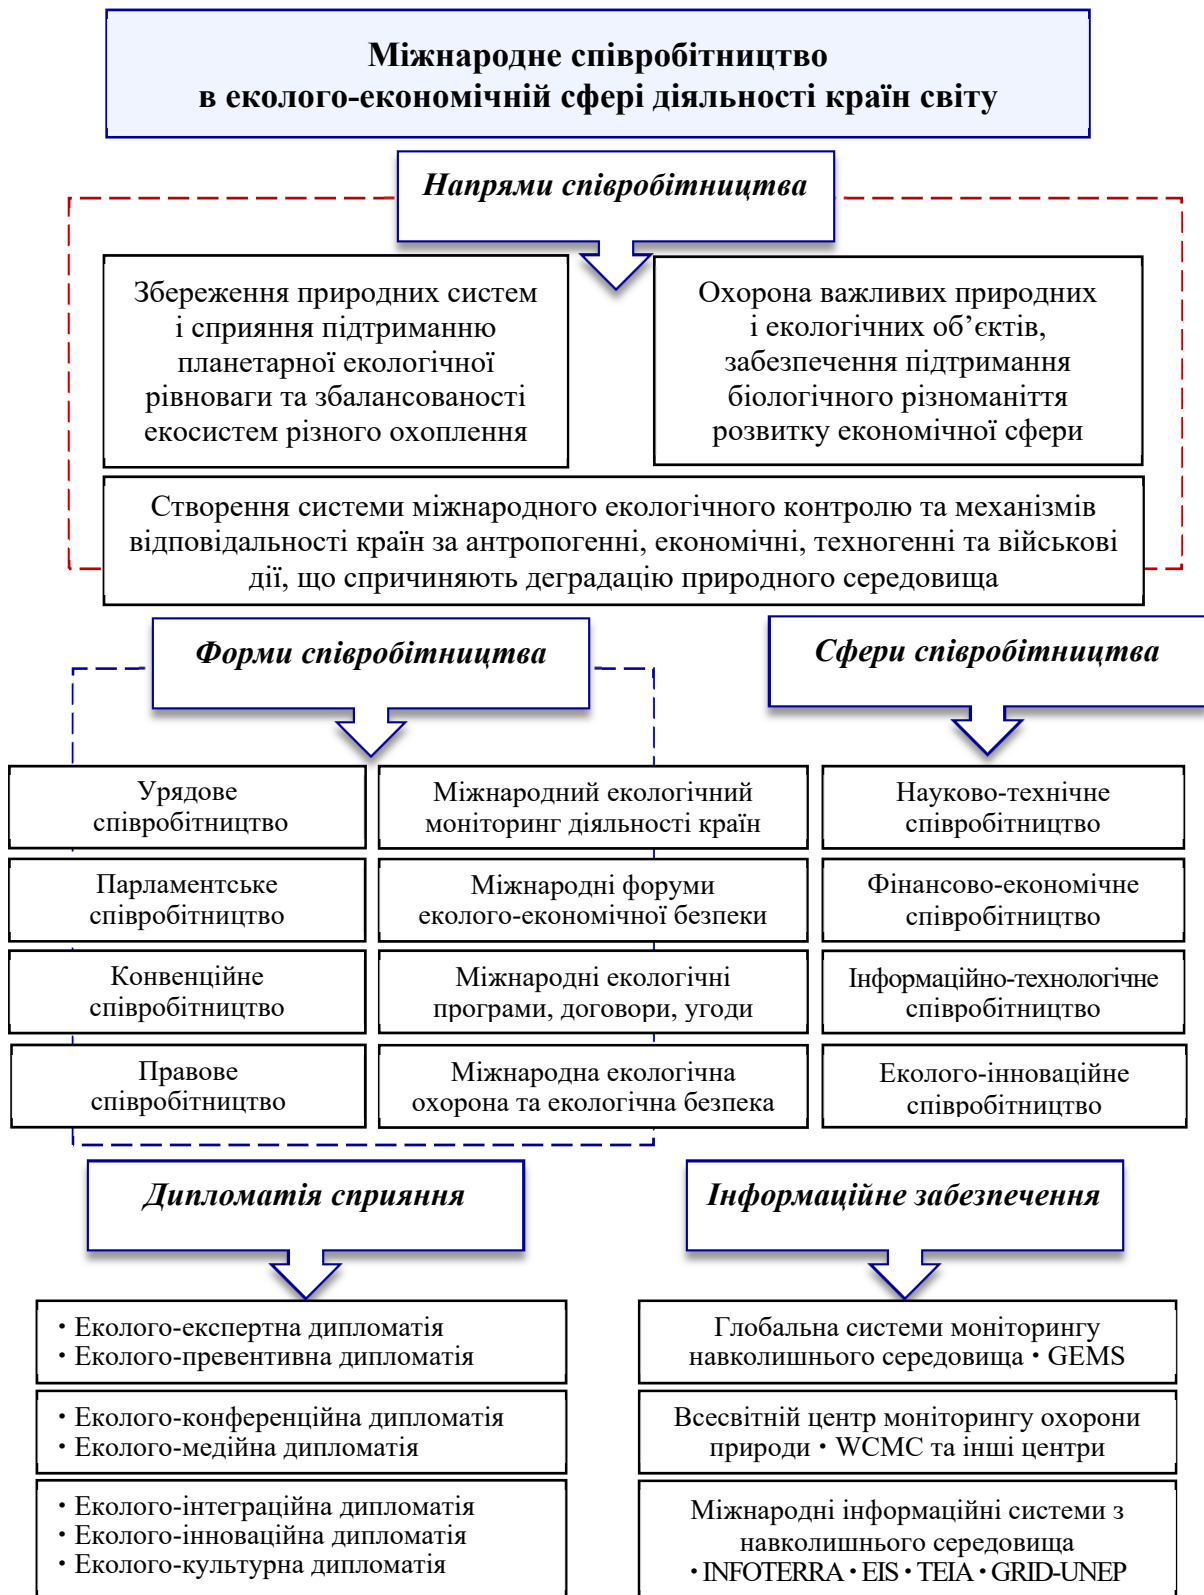 Міжнародне співробітництво
в еколого-економічній сфері діяльності країн світу
Напрями співробітництва
Збереження природних систем
і сприяння підтриманню
планетарної екологічної
рівноваги та збалансованості
екосистем різного охоплення
Охорона важливих природних
і екологічних об’єктів,
забезпечення підтримання
біологічного різноманіття
розвитку економічної сфери
Створення системи міжнародного екологічного контролю та механізмів
відповідальності країн за антропогенні, економічні, техногенні та військові
дії, що спричиняють деградацію природного середовища
Форми співробітництва
Урядове
співробітництво
Міжнародний екологічний
моніторинг діяльності країн
Парламентське
співробітництво
Міжнародні форуми
еколого-економічної безпеки
Конвенційне
співробітництво
Міжнародні екологічні
програми, договори, угоди
Правове
співробітництво
Міжнародна екологічна
охорона та екологічна безпека
Сфери співробітництва
Науково-технічне
співробітництво
Фінансово-економічне
співробітництво
Інформаційно-технологічне
співробітництво
Еколого-інноваційне
співробітництво
Дипломатія сприяння
· Еколого-експертна дипломатія
· Еколого-превентивна дипломатія
· Еколого-конференційна дипломатія
· Еколого-медійна дипломатія
· Еколого-інтеграційна дипломатія
· Еколого-інноваційна дипломатія
· Еколого-культурна дипломатія
Інформаційне забезпечення
Глобальна системи моніторингу
навколишнього середовища · GEMS
Всесвітній центр моніторингу охорони
природи · WCMC та інші центри
Міжнародні інформаційні системи з
навколишнього середовища
· INFOTERRA · EIS · TEIA · GRID-UNEP